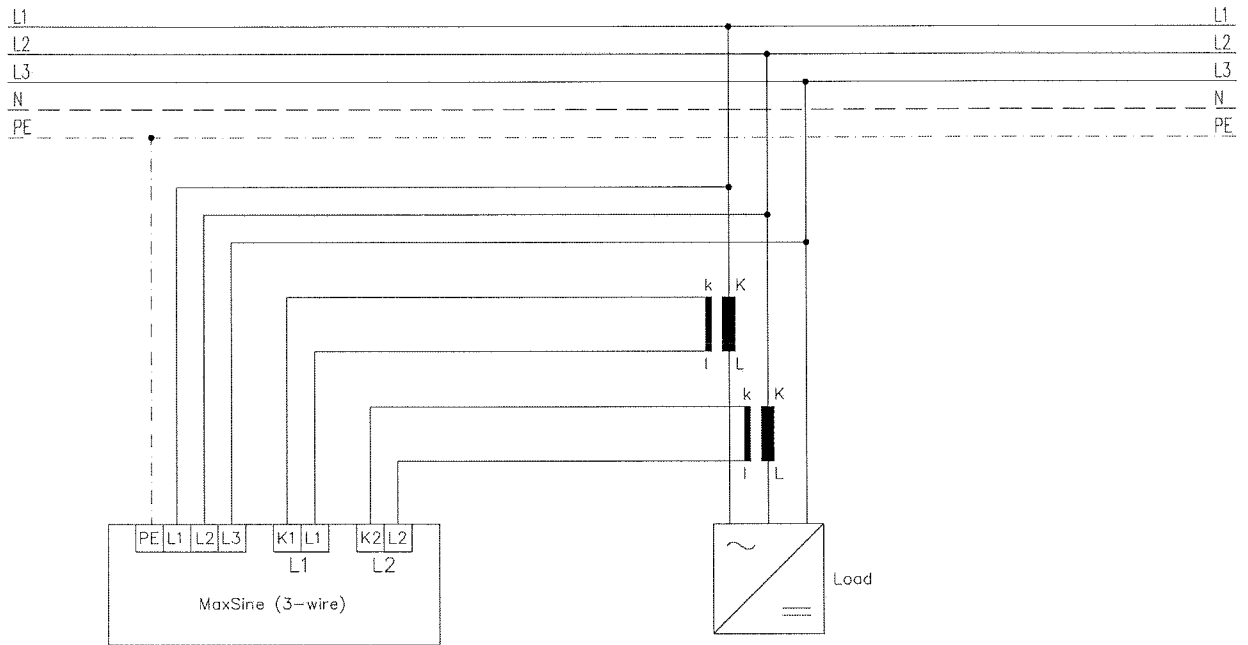 L1 L1
L2 L2
L3 L3
N N
PE PE
k K
l L
k K
l L
PE L1 L2 L3 K1 L1 K2 L2
L1 L2
MaxSine (3-wire)
Load